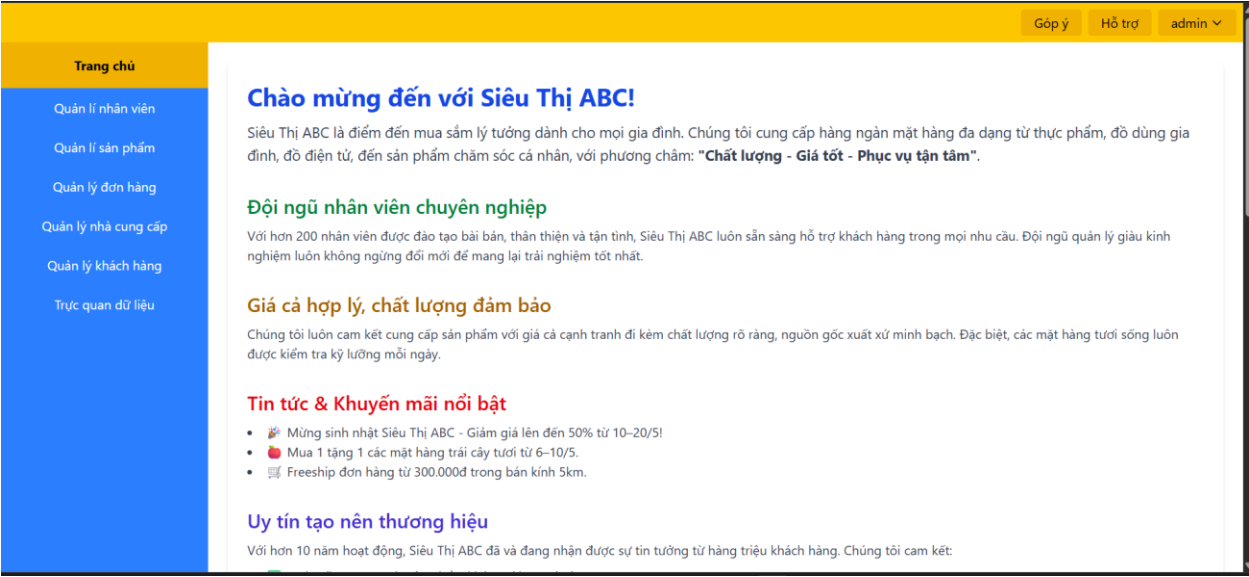 Góp ý
Hỗ trợ
admin
Trang chủ
Quản lí nhân viên
Quản lí sản phẩm
Quản lý đơn hàng
Quản lý nhà cung cấp
Quản lý khách hàng
Trực quan dữ liệu
Chào mừng đến với Siêu Thị ABC!
Siêu Thị ABC là điểm đến mua sắm lý tưởng dành cho mọi gia đình. Chúng tôi cung cấp hàng ngàn mặt hàng đa dạng từ thực phẩm, đồ dùng gia
đình, đồ điện tử, đến sản phẩm chăm sóc cá nhân, với phương châm: "Chất lượng - Giá tốt - Phục vụ tận tâm".
Đội ngũ nhân viên chuyên nghiệp
Với hơn 200 nhân viên được đào tạo bài bản, thân thiện và tận tình, Siêu Thị ABC luôn sẵn sàng hỗ trợ khách hàng trong mọi nhu cầu. Đội ngũ quản lý giàu kinh
nghiệm luôn không ngừng đổi mới để mang lại trải nghiệm tốt nhất.
Giá cả hợp lý, chất lượng đảm bảo
Chúng tôi luôn cam kết cung cấp sản phẩm với giá cả cạnh tranh đi kèm chất lượng rõ ràng, nguồn gốc xuất xứ minh bạch. Đặc biệt, các mặt hàng tươi sống luôn
được kiểm tra kỹ lưỡng mỗi ngày.
Tin tức & Khuyến mãi nổi bật
• 🎉 Mừng sinh nhật Siêu Thị ABC - Giảm giá lên đến 50% từ 10–20/5!
• 🍎 Mua 1 tặng 1 các mặt hàng trái cây tươi từ 6–10/5.
• 🛒 Freeship đơn hàng từ 300.000đ trong bán kính 5km.
Uy tín tạo nên thương hiệu
Với hơn 10 năm hoạt động, Siêu Thị ABC đã và đang nhận được sự tin tưởng từ hàng triệu khách hàng. Chúng tôi cam kết: